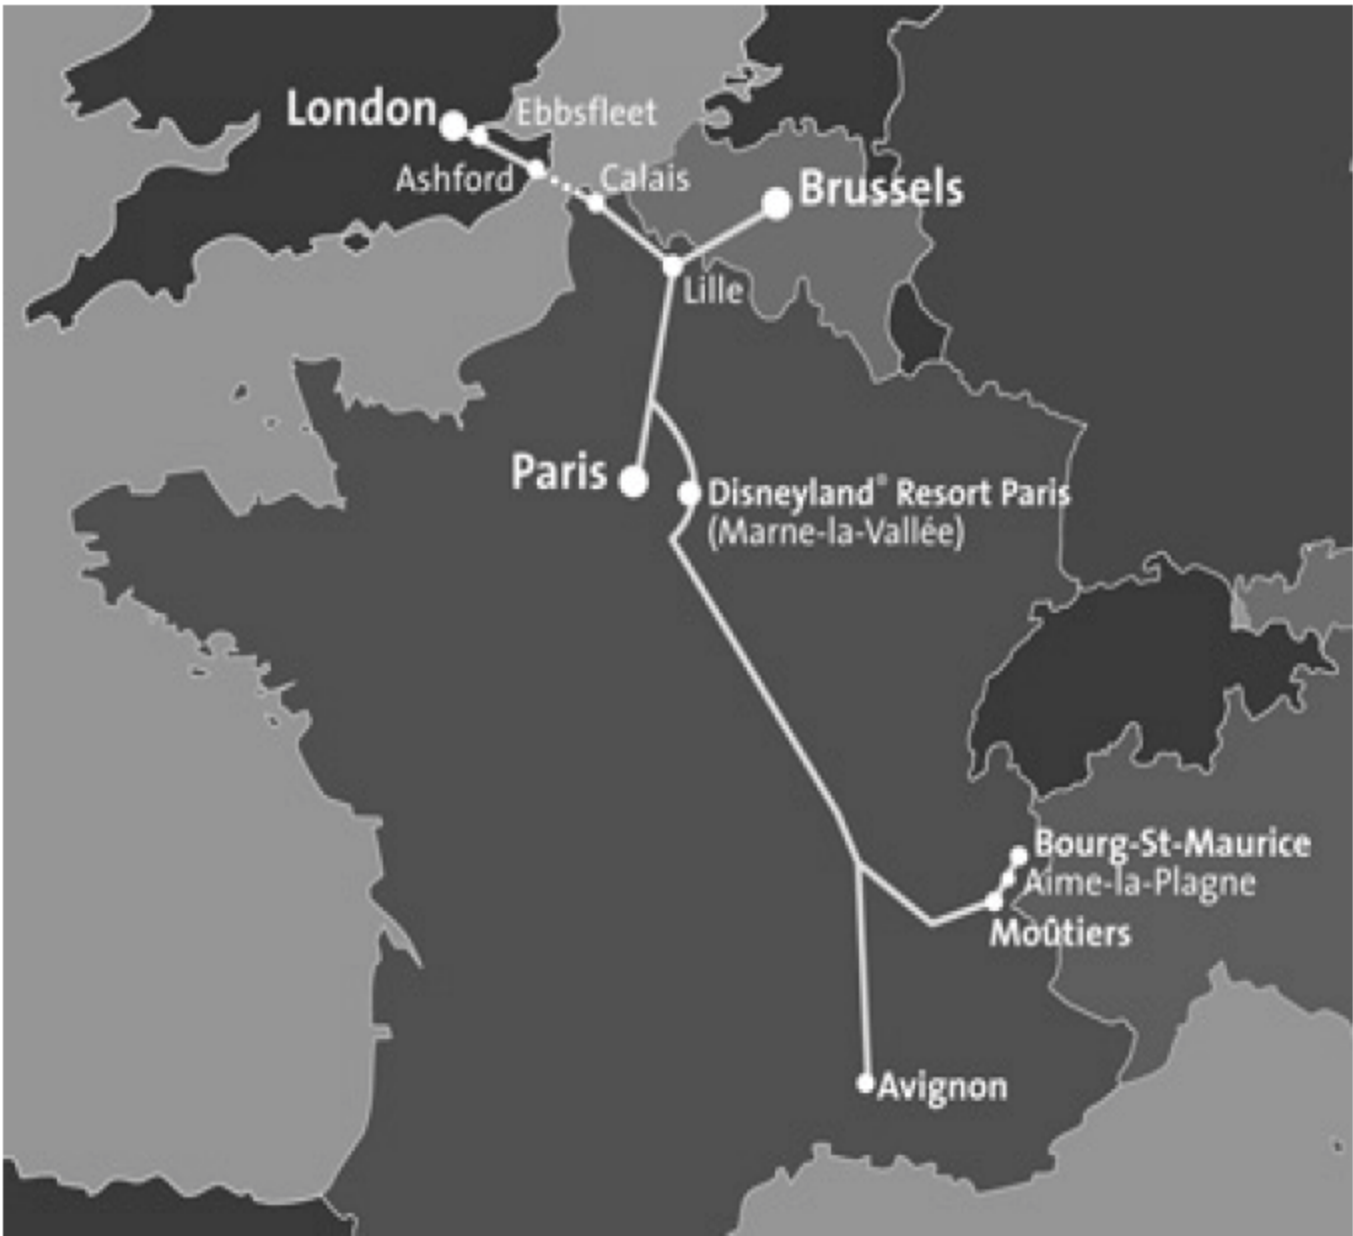 London
Ebbsfleet
Ashford
Calais
Brussels
Lille
Paris
Disneyland® Resort Paris
(Marne-la-Vallée)
Bourg-St-Maurice
Aime-la-Plagne
Moûtiers
Avignon